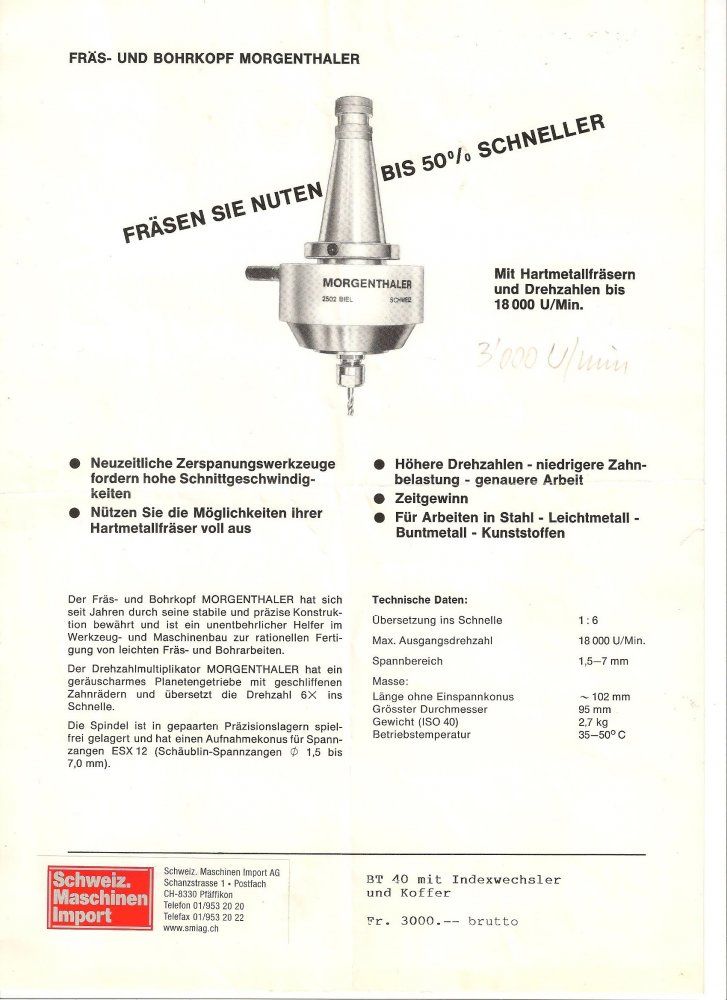 FRÄS- UND BOHRKOPF MORGENTHALER
FRÄSEN SIE NUTEN BIS 50% SCHNELLER
MORGENTHALER
2502 BIEL SCHWEIZ
Mit Hartmetallfräsern
und Drehzahlen bis
18 000 U/Min.
3'000 U/min
● Neuzeitliche Zerspanungswerkzeuge
fordern hohe Schnittgeschwindig-
keiten
● Nützen Sie die Möglichkeiten ihrer
Hartmetallfräser voll aus
● Höhere Drehzahlen - niedrigere Zahn-
belastung - genauere Arbeit
● Zeitgewinn
● Für Arbeiten in Stahl - Leichtmetall -
Buntmetall - Kunststoffen
Der Fräs- und Bohrkopf MORGENTHALER hat sich
seit Jahren durch seine stabile und präzise Konstruk-
tion bewährt und ist ein unentbehrlicher Helfer im
Werkzeug- und Maschinenbau zur rationellen Ferti-
gung von leichten Fräs- und Bohrarbeiten.
Der Drehzahlmultiplikator MORGENTHALER hat ein
geräuscharmes Planetengetriebe mit geschliffenen
Zahnrädern und übersetzt die Drehzahl 6X ins
Schnelle.
Die Spindel ist in gepaarten Präzisionslagern spiel-
frei gelagert und hat einen Aufnahmekonus für Spann-
zangen ESX 12 (Schäublin-Spannzangen ∅ 1,5 bis
7,0 mm).
Technische Daten:
Übersetzung ins Schnelle 1 : 6
Max. Ausgangsdrehzahl 18 000 U/Min.
Spannbereich 1,5–7 mm
Masse:
Länge ohne Einspannkonus ~ 102 mm
Grösster Durchmesser 95 mm
Gewicht (ISO 40) 2,7 kg
Betriebstemperatur 35–50° C
Schweiz.
Maschinen
Import
Schweiz. Maschinen Import AG
Schanzstrasse 1 • Postfach
CH-8330 Pfäffikon
Telefon 01/953 20 20
Telefax 01/953 20 22
www.smiag.ch
BT 40 mit Indexwechsler
und Koffer
Fr. 3000.-- brutto